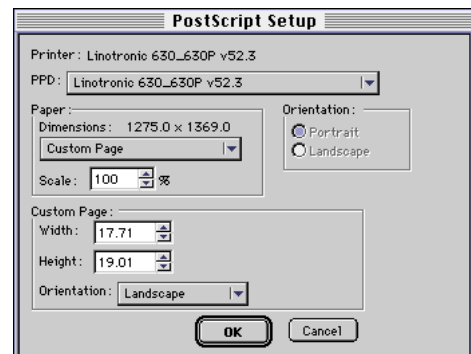 PostScript Setup
Printer: Linotronic 630_630P v52.3
PPD: Linotronic 630_630P v52.3
Paper:
Dimensions: 1275.0 x 1369.0
Custom Page
Scale: 100 %
Orientation:
Portrait
Landscape
Custom Page:
Width: 17.71
Height: 19.01
Orientation: Landscape
OK Cancel